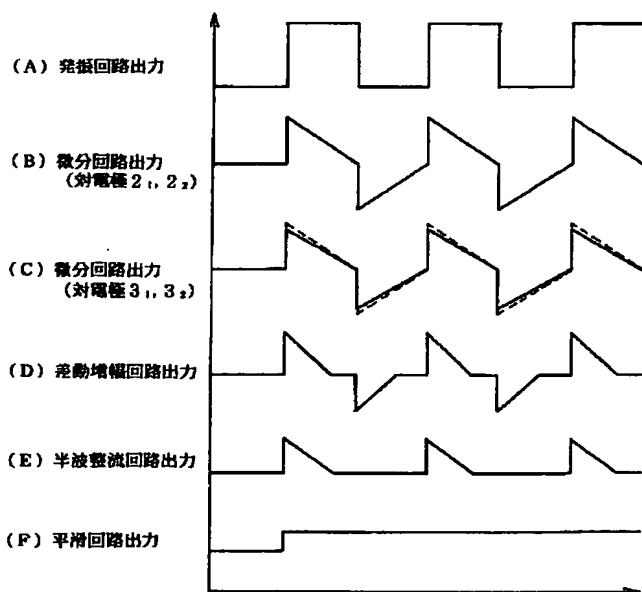 (A) 発振回路出力
(B) 微分回路出力
(対電極2₁, 2₂)
(C) 微分回路出力
(対電極3₁, 3₂)
(D) 差動増幅回路出力
(E) 半波整流回路出力
(F) 平滑回路出力